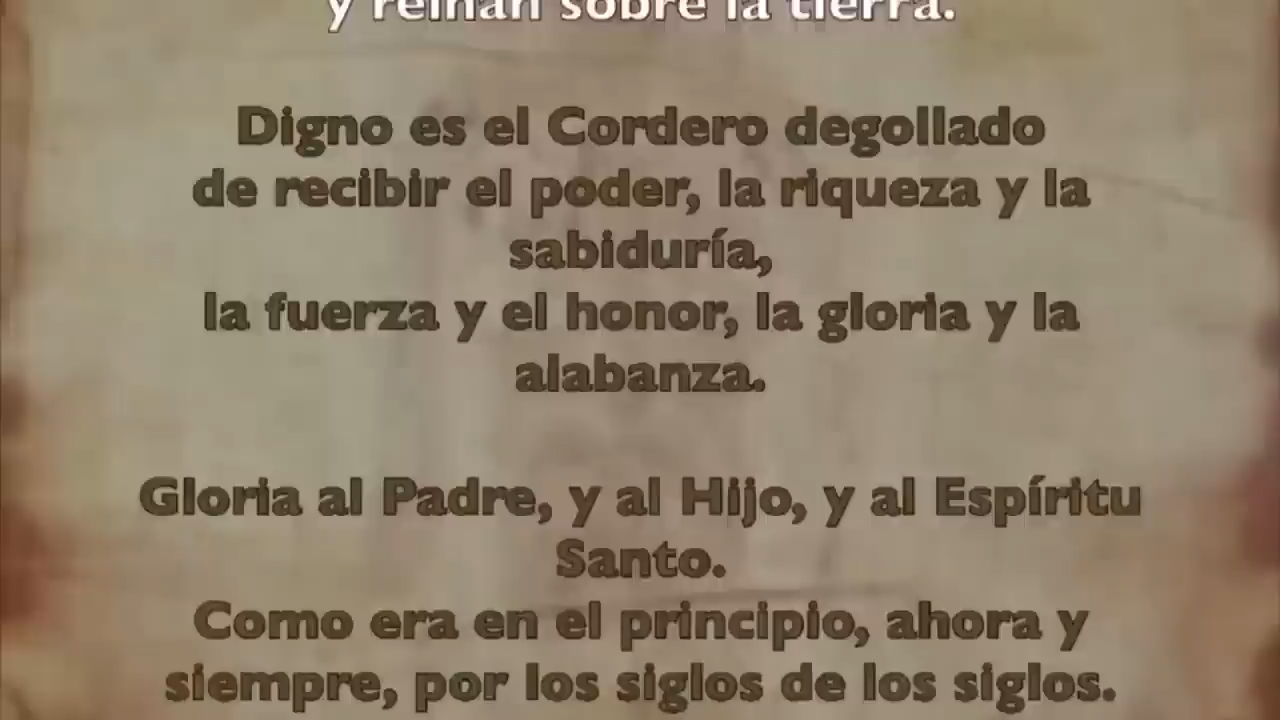 y reinan sobre la tierra.
Digno es el Cordero degollado
de recibir el poder, la riqueza y la
sabiduría,
la fuerza y el honor, la gloria y la
alabanza.
Gloria al Padre, y al Hijo, y al Espíritu
Santo.
Como era en el principio, ahora y
siempre, por los siglos de los siglos.